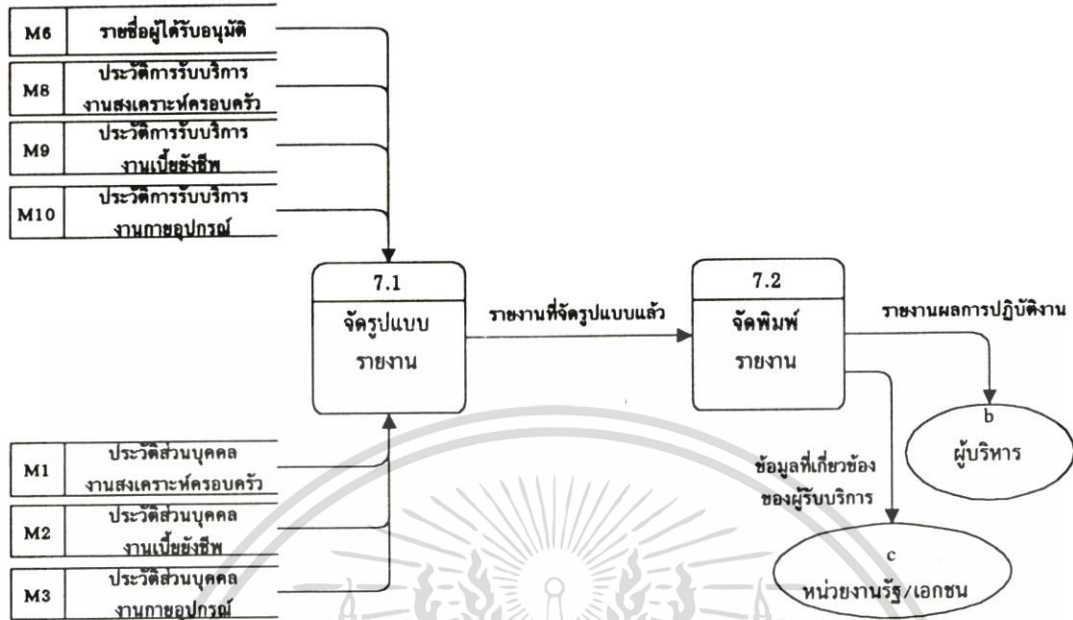 M6 รายชื่อผู้ได้รับอนุมัติ
M8 ประวัติการรับบริการ
งานสงเคราะห์ครอบครัว
M9 ประวัติการรับบริการ
งานเบี้ยยังชีพ
M10 ประวัติการรับบริการ
งานกายอุปกรณ์
7.1
จัดรูปแบบ
รายงาน
รายงานที่จัดรูปแบบแล้ว
7.2
จัดพิมพ์
รายงาน
รายงานผลการปฏิบัติงาน
b
ผู้บริหาร
ข้อมูลที่เกี่ยวข้อง
ของผู้รับบริการ
c
หน่วยงานรัฐ/เอกชน
M1 ประวัติส่วนบุคคล
งานสงเคราะห์ครอบครัว
M2 ประวัติส่วนบุคคล
งานเบี้ยยังชีพ
M3 ประวัติส่วนบุคคล
งานกายอุปกรณ์